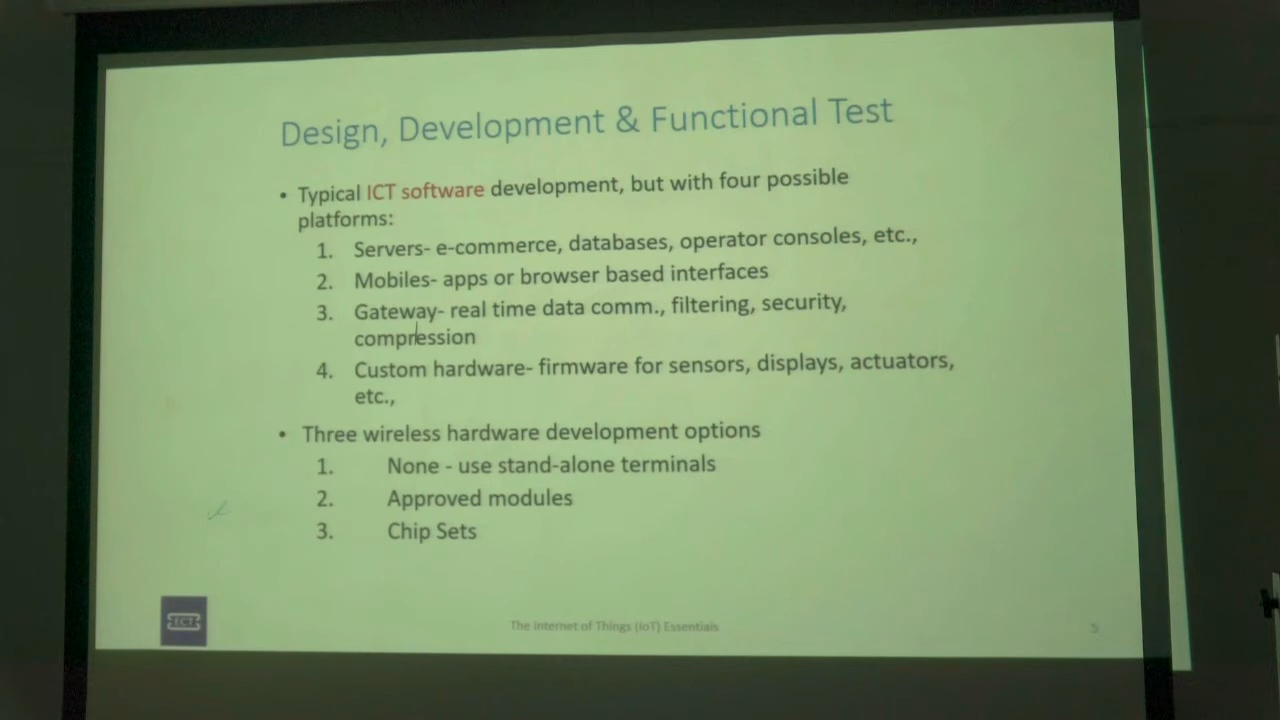 Design, Development & Functional Test
• Typical ICT software development, but with four possible
platforms:
1. Servers- e-commerce, databases, operator consoles, etc.,
2. Mobiles- apps or browser based interfaces
3. Gateway- real time data comm., filtering, security,
compression
4. Custom hardware- firmware for sensors, displays, actuators,
etc.,
• Three wireless hardware development options
1. None - use stand-alone terminals
2. Approved modules
3. Chip Sets
ECT
The Internet of Things (IoT) Essentials
5